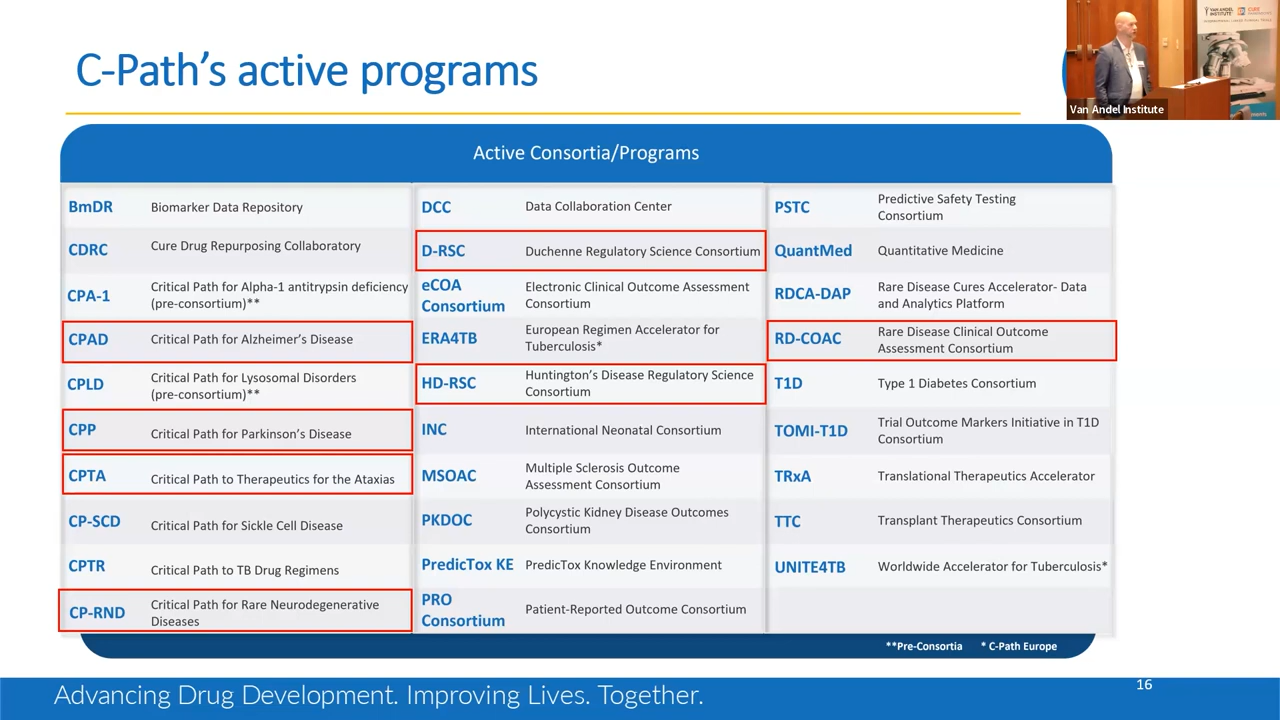 C-Path’s active programs
VAN ANDEL
INSTITUTE
CURE
Van Andel Institute
Active Consortia/Programs
BmDR Biomarker Data Repository
CDRC Cure Drug Repurposing Collaboratory
CPA-1 Critical Path for Alpha-1 antitrypsin deficiency
(pre-consortium)**
CPAD Critical Path for Alzheimer’s Disease
CPLD Critical Path for Lysosomal Disorders
(pre-consortium)**
CPP Critical Path for Parkinson’s Disease
CPTA Critical Path to Therapeutics for the Ataxias
CP-SCD Critical Path for Sickle Cell Disease
CPTR Critical Path to TB Drug Regimens
CP-RND Critical Path for Rare Neurodegenerative
Diseases
DCC Data Collaboration Center
D-RSC Duchenne Regulatory Science Consortium
eCOA
Consortium
Electronic Clinical Outcome Assessment
Consortium
ERA4TB European Regimen Accelerator for
Tuberculosis*
HD-RSC Huntington’s Disease Regulatory Science
Consortium
INC International Neonatal Consortium
MSOAC Multiple Sclerosis Outcome
Assessment Consortium
PKDOC Polycystic Kidney Disease Outcomes
Consortium
PredicTox KE PredicTox Knowledge Environment
PRO
Consortium
Patient-Reported Outcome Consortium
PSTC Predictive Safety Testing
Consortium
QuantMed Quantitative Medicine
RDCA-DAP Rare Disease Cures Accelerator- Data
and Analytics Platform
RD-COAC Rare Disease Clinical Outcome
Assessment Consortium
T1D Type 1 Diabetes Consortium
TOMI-T1D Trial Outcome Markers Initiative in T1D
Consortium
TRxA Translational Therapeutics Accelerator
TTC Transplant Therapeutics Consortium
UNITE4TB Worldwide Accelerator for Tuberculosis*
**Pre-Consortia * C-Path Europe
Advancing Drug Development. Improving Lives. Together.
16